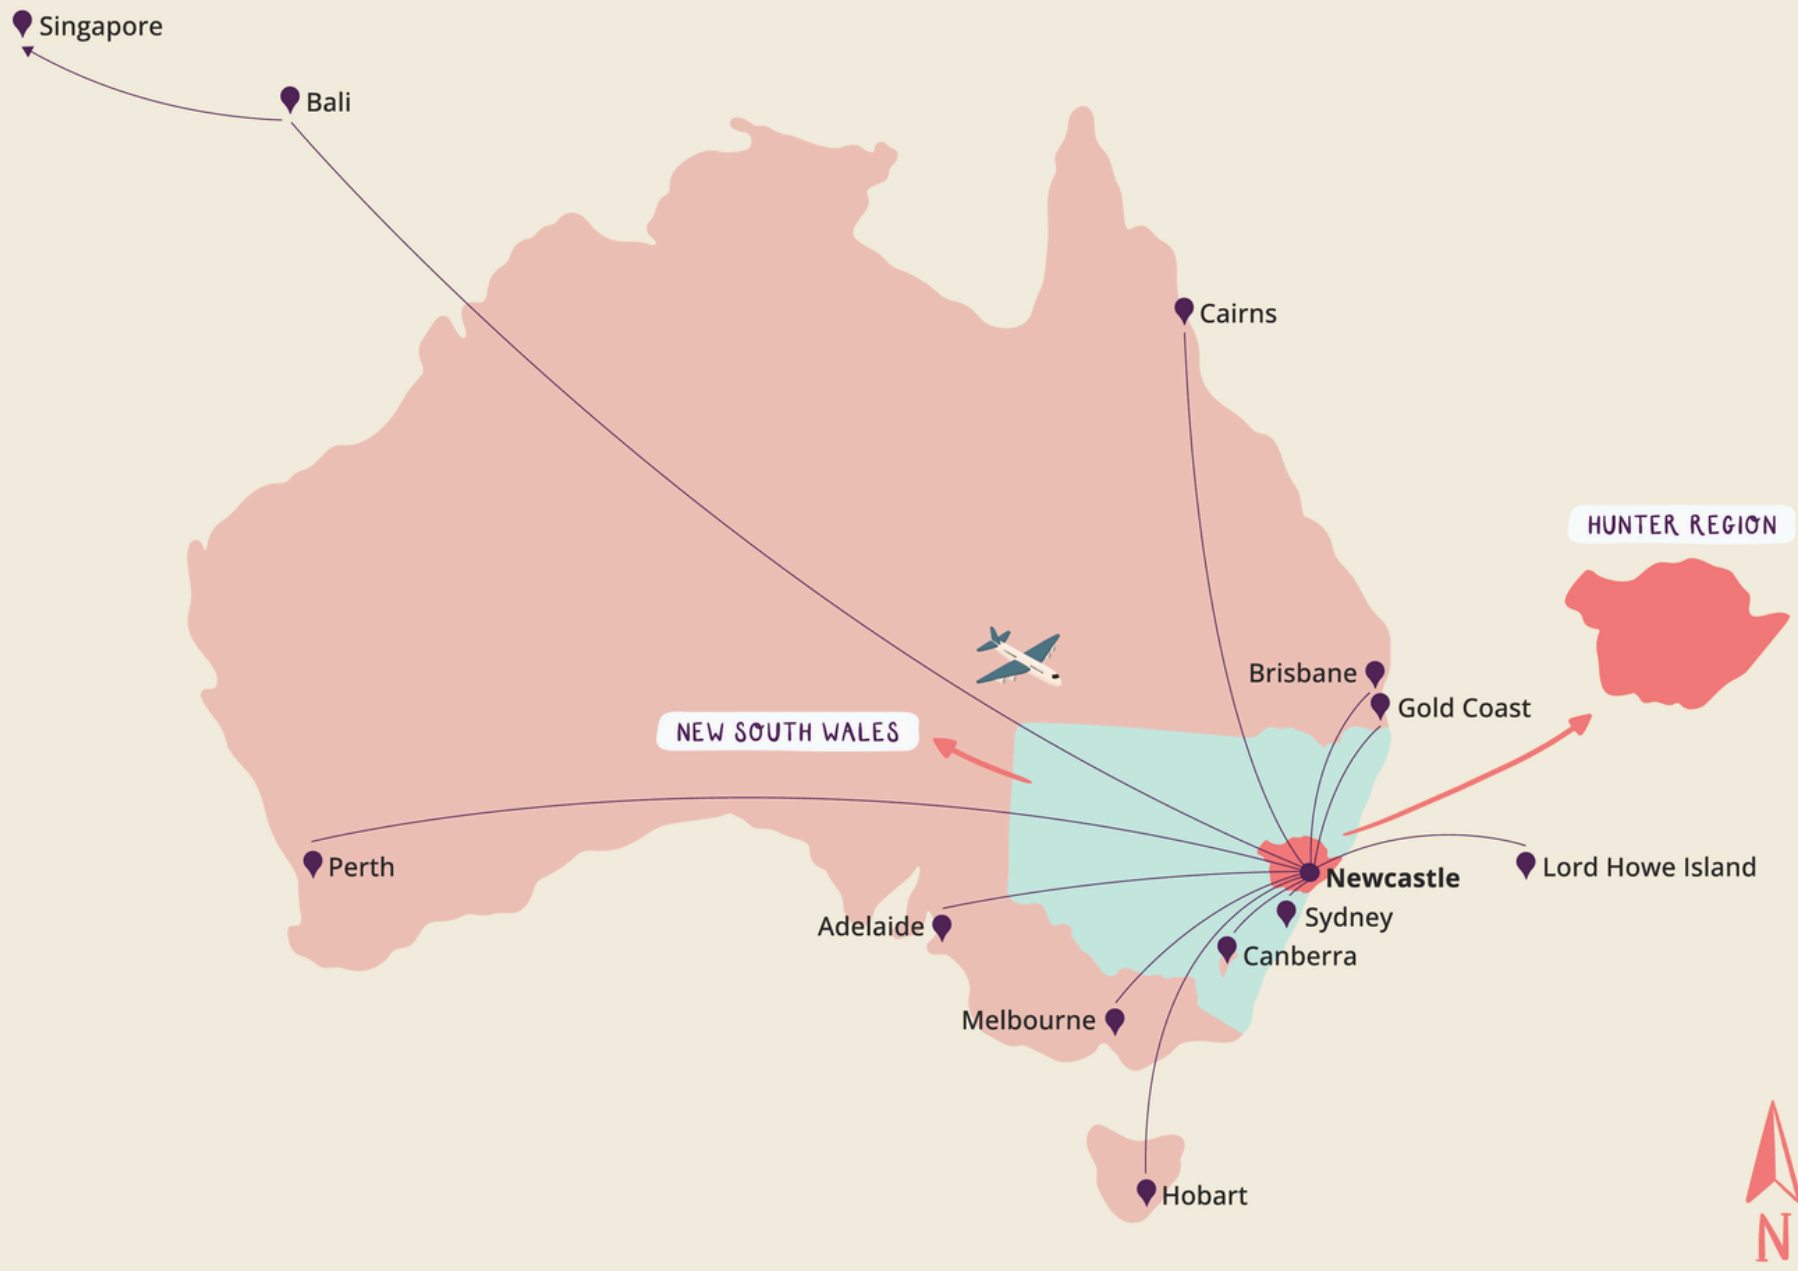 Singapore
Bali
Cairns
HUNTER REGION
Brisbane
Gold Coast
NEW SOUTH WALES
Perth
Lord Howe Island
Newcastle
Adelaide
Sydney
Canberra
Melbourne
Hobart
N